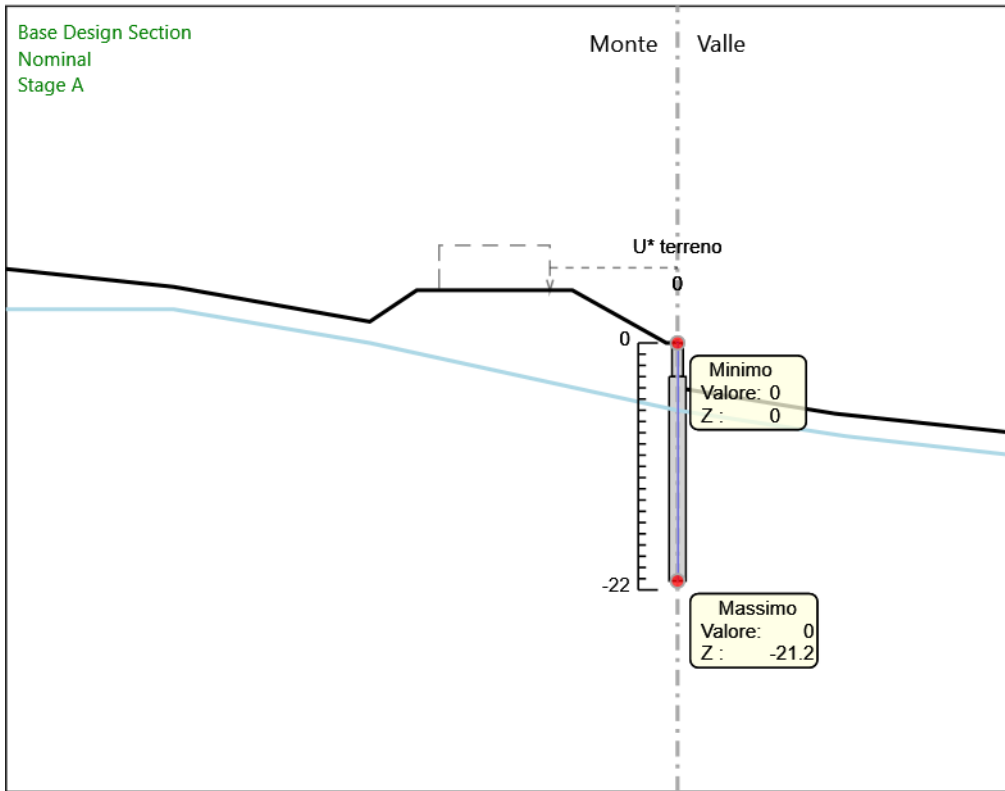 Base Design Section
Nominal
Stage A
Monte
Valle
U* terreno
0
0
Minimo
Valore: 0
Z : 0
-22
Massimo
Valore: 0
Z : -21.2